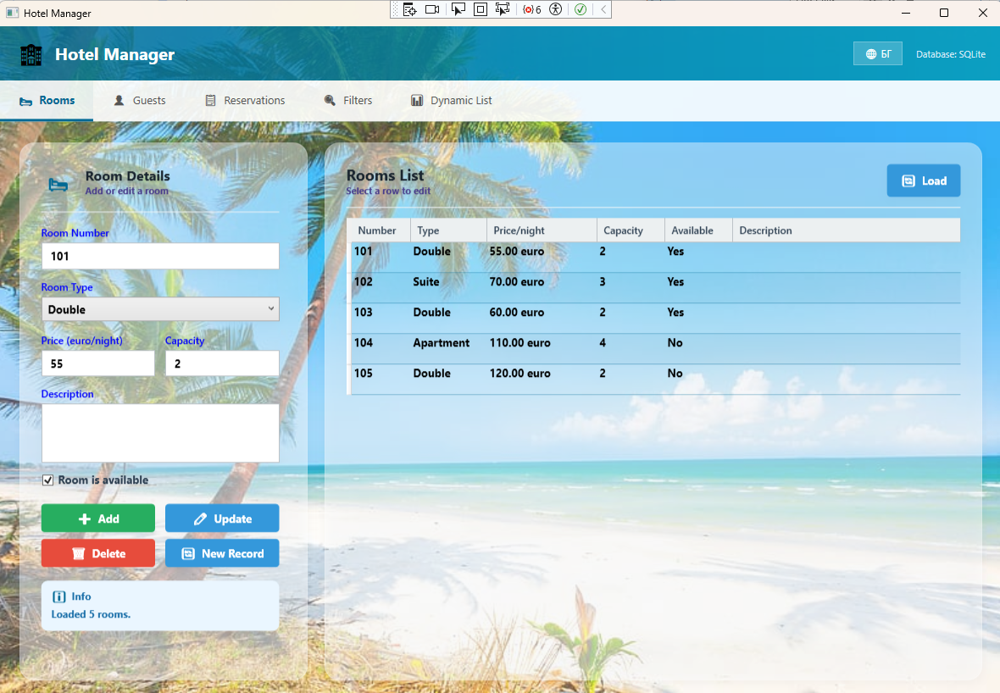 Hotel Manager
6
Hotel Manager
БГ
Database: SQLite
Rooms
Guests
Reservations
Filters
Dynamic List
Room Details
Add or edit a room
Room Number
101
Room Type
Double
Price (euro/night) Capacity
55 2
Description
Room is available
Add Update
Delete New Record
Info
Loaded 5 rooms.
Rooms List
Select a row to edit
Load
Number Type Price/night Capacity Available Description
101 Double 55.00 euro 2 Yes
102 Suite 70.00 euro 3 Yes
103 Double 60.00 euro 2 Yes
104 Apartment 110.00 euro 4 No
105 Double 120.00 euro 2 No